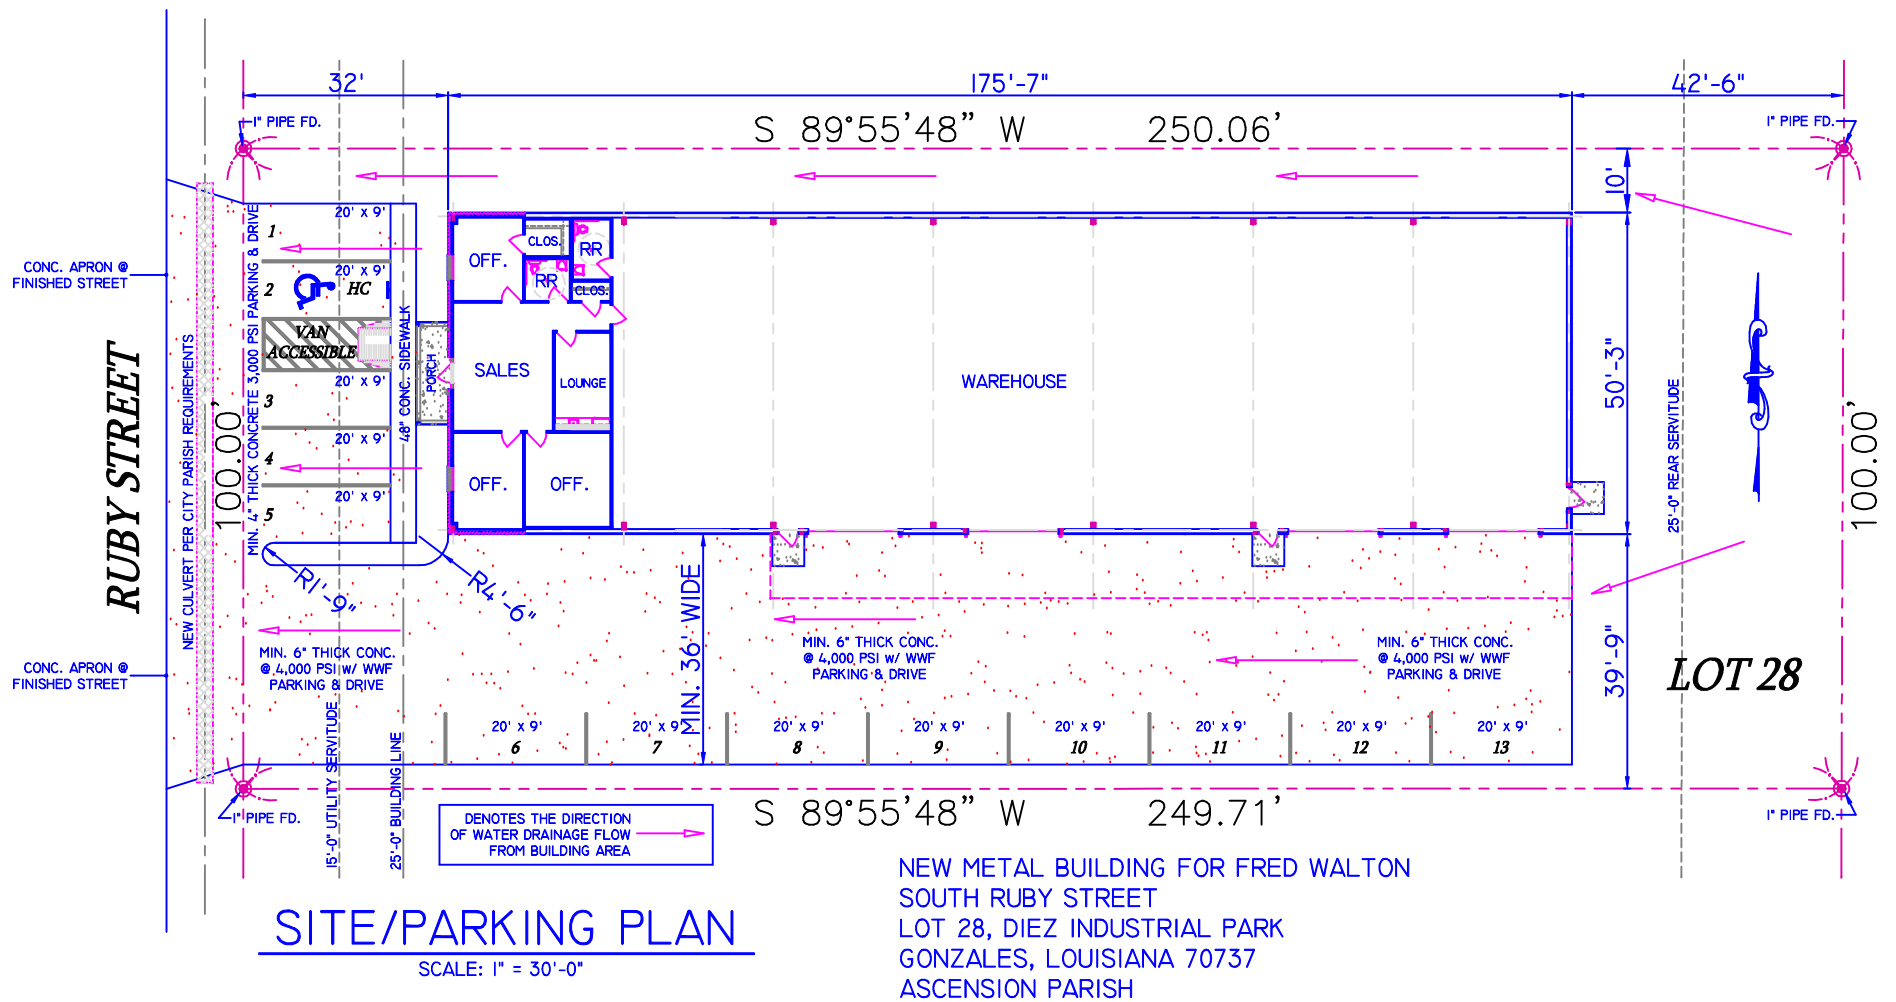 32'
175'-7"
42'-6"
1" PIPE FD.
S 89°55'48" W 250.06'
1" PIPE FD.
10'
20' x 9'
1
CONC. APRON @
FINISHED STREET
20' x 9'
2
HC
VAN
ACCESSIBLE
20' x 9'
3
20' x 9'
4
20' x 9'
5
RUBY STREET
NEW CULVERT PER CITY PARISH REQUIREMENTS
100.00'
MIN. 4" THICK CONCRETE 3,000 PSI PARKING & DRIVE
48" CONC. SIDEWALK
PORCH
OFF.
CLOS.
RR
RR
CLOS.
SALES
LOUNGE
OFF.
OFF.
WAREHOUSE
50'-3"
25'-0" REAR SERVITUDE
100.00'
R1'-9"
R4'-6"
MIN. 36' WIDE
39'-9"
CONC. APRON @
FINISHED STREET
MIN. 6" THICK CONC.
@ 4,000 PSI w/ WWF
PARKING & DRIVE
MIN. 6" THICK CONC.
@ 4,000 PSI w/ WWF
PARKING & DRIVE
MIN. 6" THICK CONC.
@ 4,000 PSI w/ WWF
PARKING & DRIVE
LOT 28
20' x 9'
6
20' x 9'
7
20' x 9'
8
20' x 9'
9
20' x 9'
10
20' x 9'
11
20' x 9'
12
20' x 9'
13
15'-0" UTILITY SERVITUDE
25'-0" BUILDING LINE
1" PIPE FD.
S 89°55'48" W 249.71'
1" PIPE FD.
DENOTES THE DIRECTION
OF WATER DRAINAGE FLOW
FROM BUILDING AREA
NEW METAL BUILDING FOR FRED WALTON
SOUTH RUBY STREET
LOT 28, DIEZ INDUSTRIAL PARK
GONZALES, LOUISIANA 70737
ASCENSION PARISH
SITE/PARKING PLAN
SCALE: 1" = 30'-0"